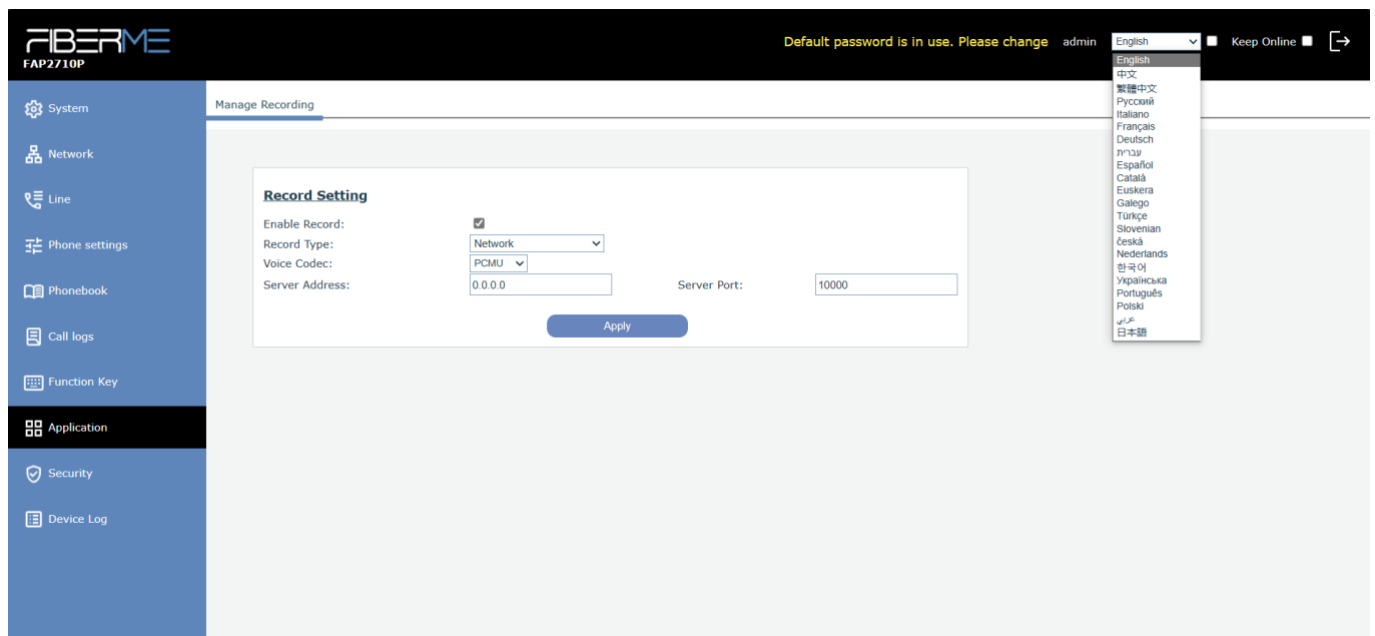 FIBERME
FAP2710P
Default password is in use. Please change admin English Keep Online
English
中文
繁體中文
Русский
Italiano
Français
Deutsch
עברית
Español
Català
Euskera
Galego
Türkçe
Slovenian
česká
Nederlands
한국어
Українська
Português
Polski
عربي
日本語
System
Network
Line
Phone settings
Phonebook
Call logs
Function Key
Application
Security
Device Log
Manage Recording
Record Setting
Enable Record:
Record Type: Network
Voice Codec: PCMU
Server Address: 0.0.0.0 Server Port: 10000
Apply